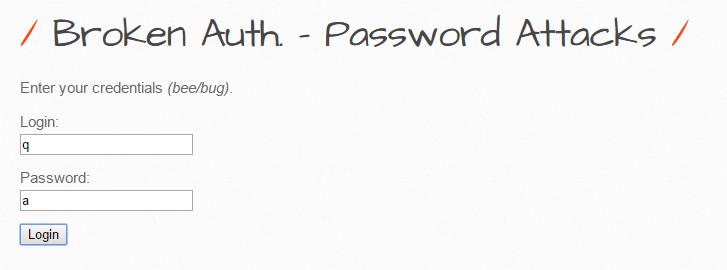 / Broken Auth. - Password Attacks /
Enter your credentials (bee/bug).
Login:
q
Password:
a
Login